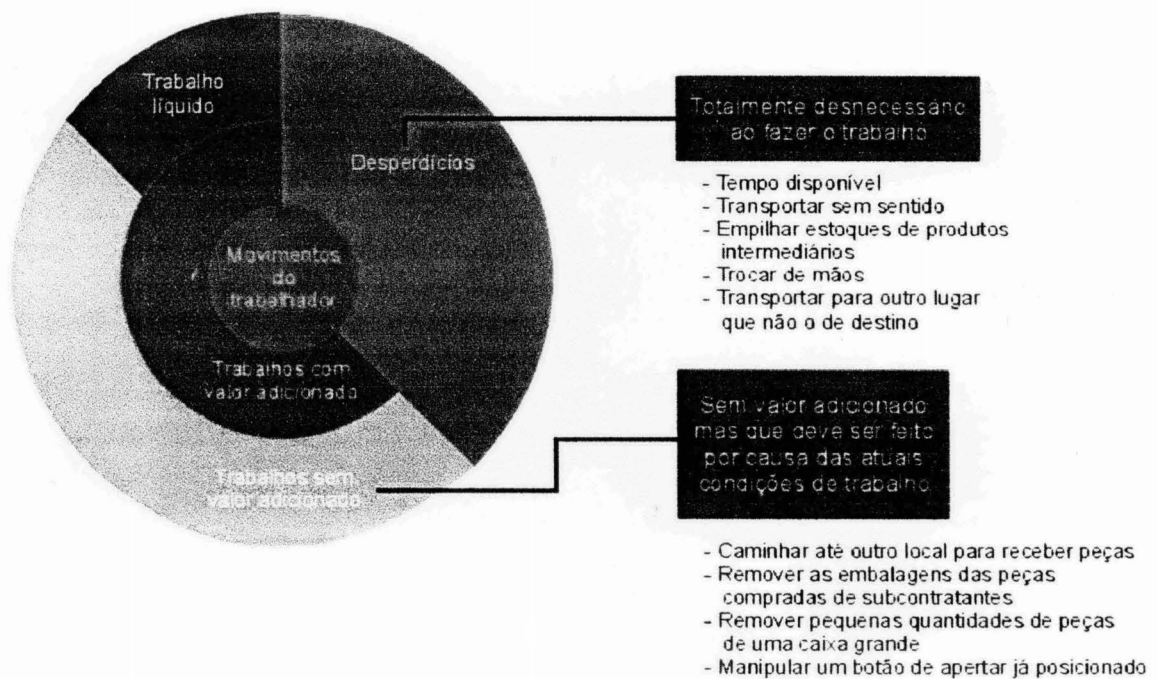 Trabalho
líquido
Desperdícios
Movimentos
do
trabalhador
Trabalhos com
valor adicionado
Trabalhos sem
valor adicionado
Totalmente desnecessário
ao fazer o trabalho
- Tempo disponível
- Transportar sem sentido
- Empilhar estoques de produtos
intermediários
- Trocar de mãos
- Transportar para outro lugar
que não o de destino
Sem valor adicionado
mas que deve ser feito
por causa das atuais
condições de trabalho
- Caminhar até outro local para receber peças
- Remover as embalagens das peças
compradas de subcontratantes
- Remover pequenas quantidades de peças
de uma caixa grande
- Manipular um botão de apertar já posicionado